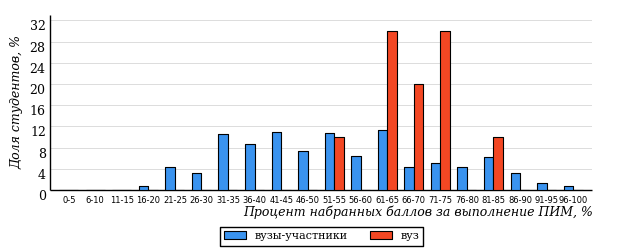 32
28
24
20
16
12
8
4
0
Доля студентов, %
0-5 6-10 11-15 16-20 21-25 26-30 31-35 36-40 41-45 46-50 51-55 56-60 61-65 66-70 71-75 76-80 81-85 86-90 91-95 96-100
Процент набранных баллов за выполнение ПИМ, %
вузы-участники вуз